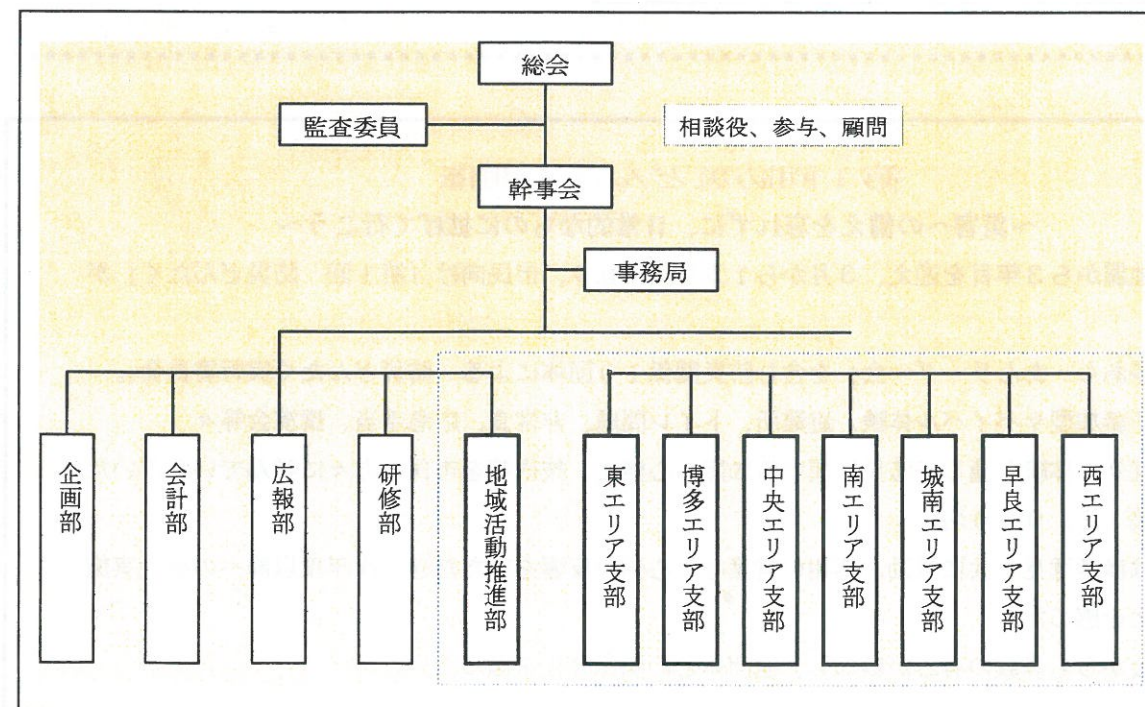 総会
監査委員
相談役、参与、顧問
幹事会
事務局
企画部
会計部
広報部
研修部
地域活動推進部
東エリア支部
博多エリア支部
中央エリア支部
南エリア支部
城南エリア支部
早良エリア支部
西エリア支部